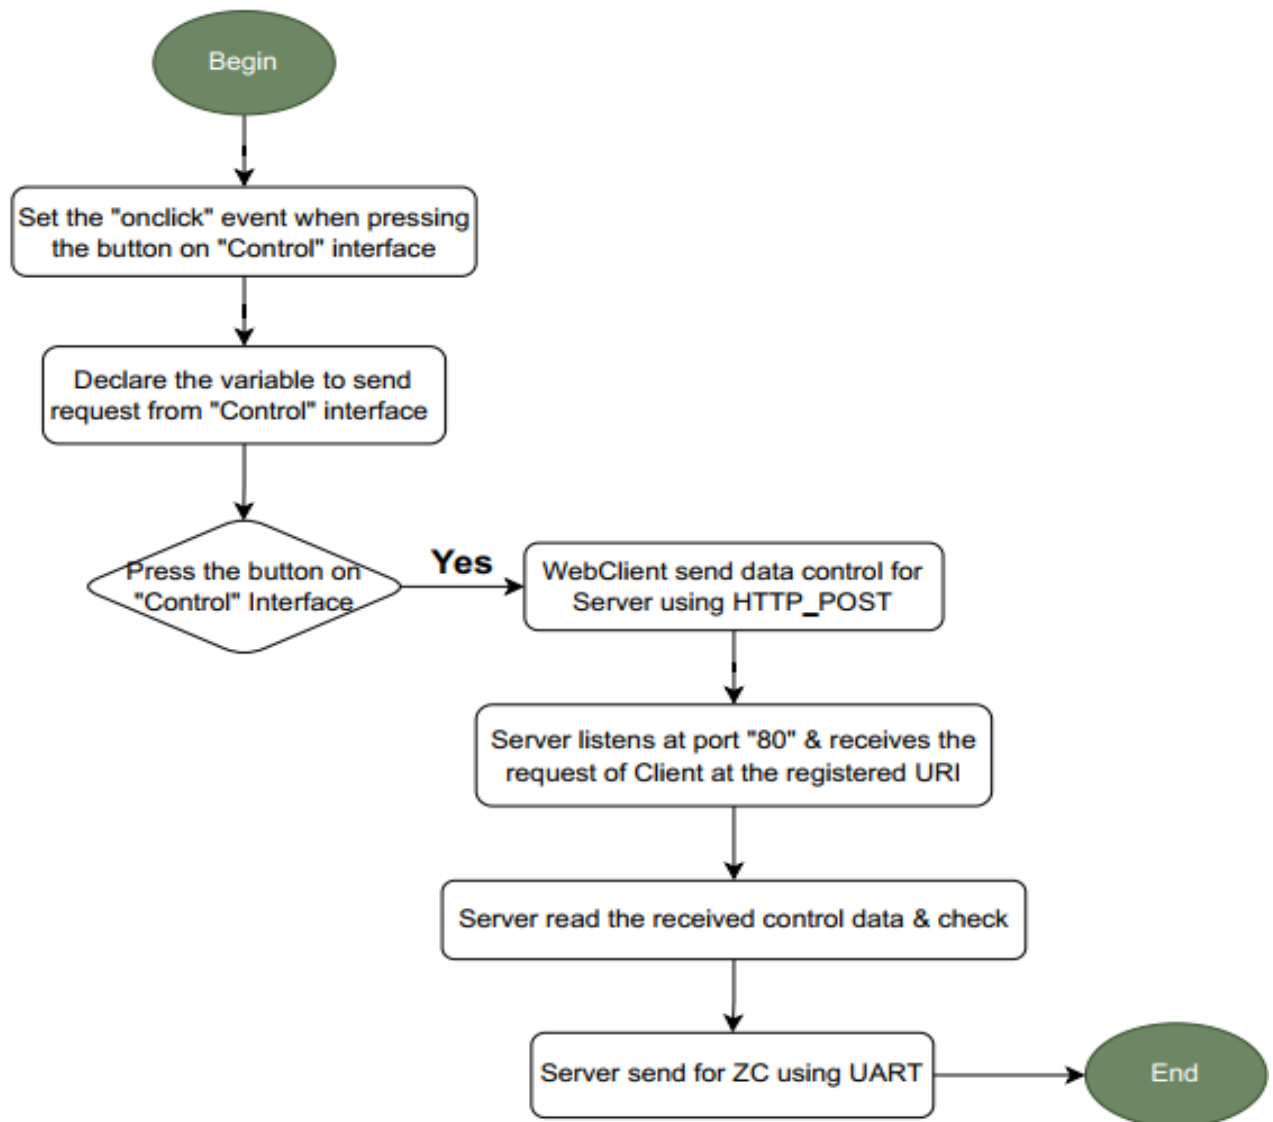 Begin
Set the "onclick" event when pressing
the button on "Control" interface
Declare the variable to send
request from "Control" interface
Press the button on
"Control" Interface
Yes
WebClient send data control for
Server using HTTP_POST
Server listens at port "80" & receives the
request of Client at the registered URI
Server read the received control data & check
Server send for ZC using UART
End